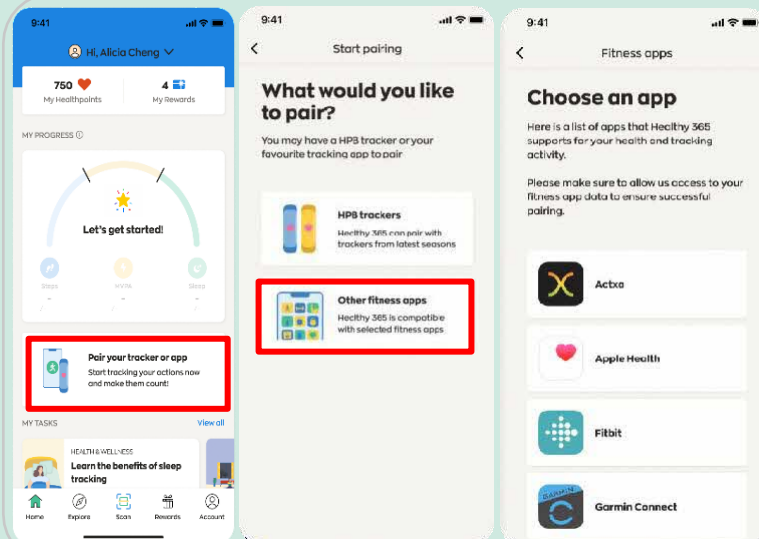 9:41
Hi, Alicia Cheng
750
My Healthpoints
4
My Rewards
MY PROGRESS
Let's get started!
Steps
MVPA
Sleep
-
-
-
Pair your tracker or app
Start tracking your actions now
and make them count!
MY TASKS
View all
HEALTH & WELLNESS
Learn the benefits of sleep
tracking
Home
Explore
Scan
Rewards
Account
9:41
Start pairing
What would you like
to pair?
You may have a HPB tracker or your
favourite tracking app to pair
HPB trackers
Healthy 365 can pair with
trackers from latest seasons
Other fitness apps
Healthy 365 is compatible
with selected fitness apps
9:41
Fitness apps
Choose an app
Here is a list of apps that Healthy 365
supports for your health and tracking
activity.
Please make sure to allow us access to your
fitness app data to ensure successful
pairing.
Actxa
Apple Health
Fitbit
GARMIN
Garmin Connect